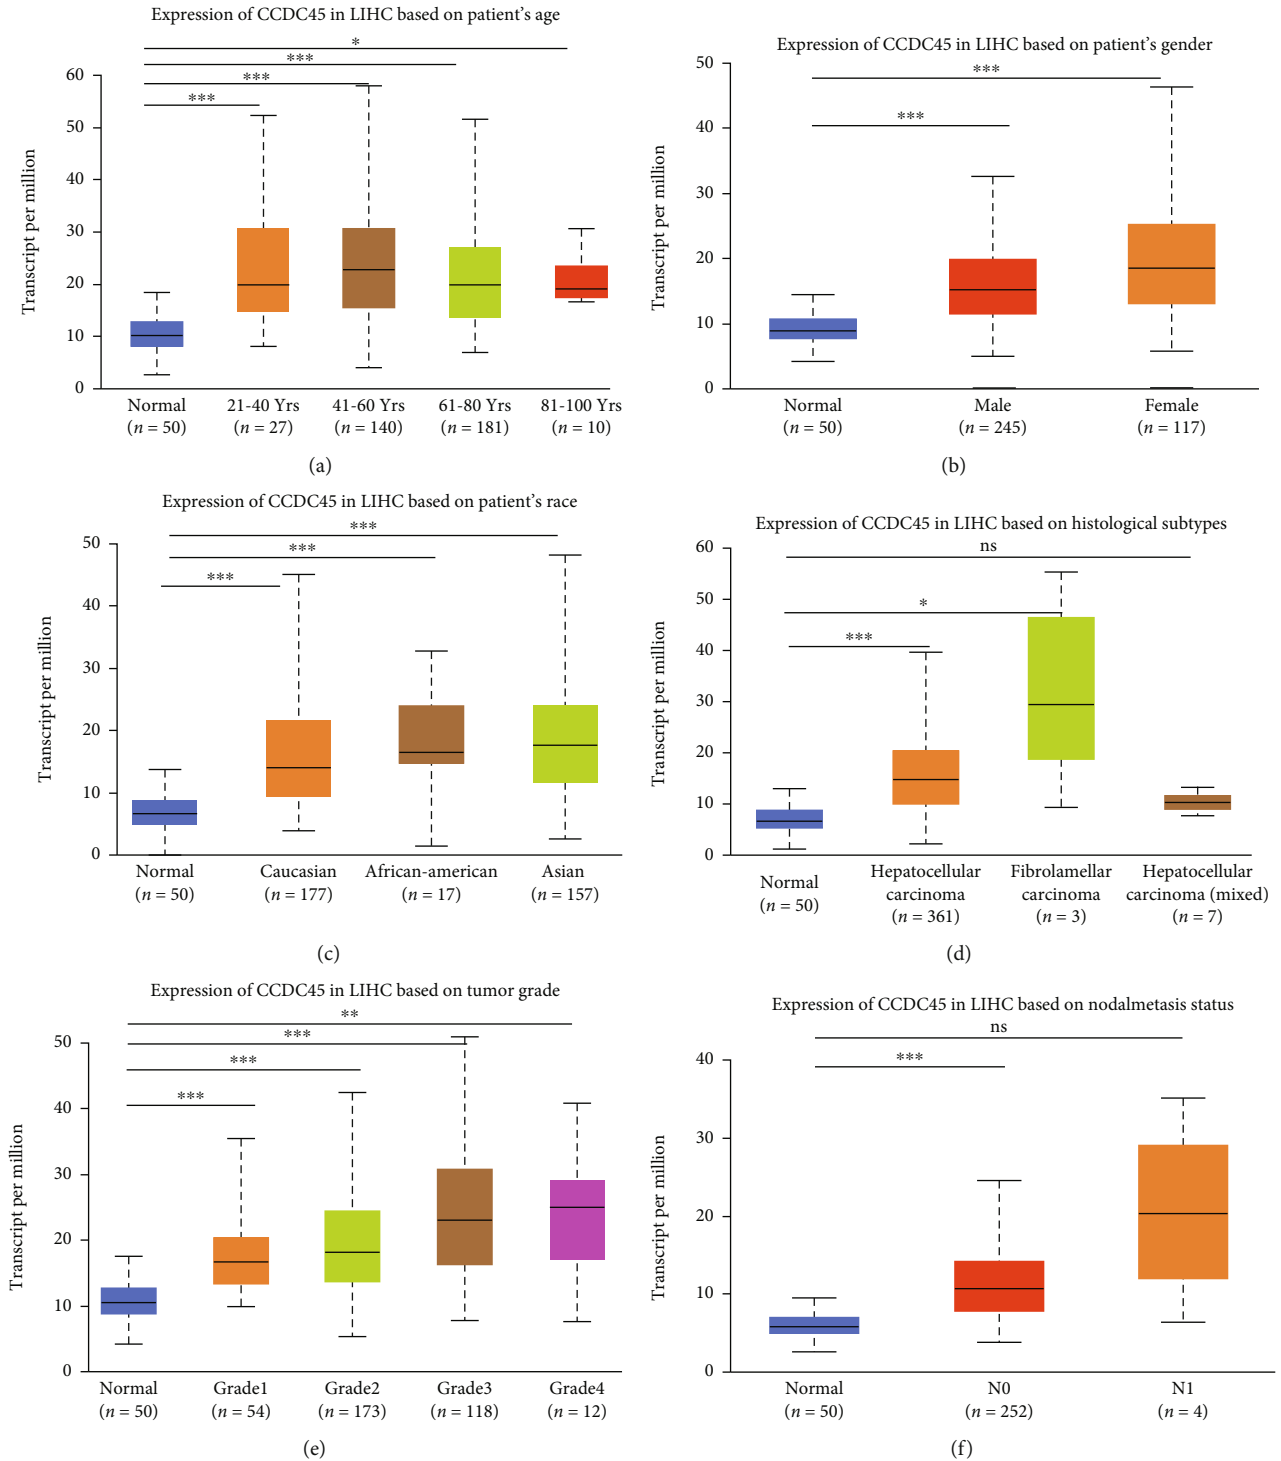 Expression of CCDC45 in LIHC based on patient's age
*
***
***
***
60
50
40
30
20
10
0
Transcript per million
Normal
(n = 50)
21-40 Yrs
(n = 27)
41-60 Yrs
(n = 140)
61-80 Yrs
(n = 181)
81-100 Yrs
(n = 10)
(a)
Expression of CCDC45 in LIHC based on patient's gender
***
***
50
40
30
20
10
0
Transcript per million
Normal
(n = 50)
Male
(n = 245)
Female
(n = 117)
(b)
Expression of CCDC45 in LIHC based on patient's race
***
***
***
50
40
30
20
10
0
Transcript per million
Normal
(n = 50)
Caucasian
(n = 177)
African-american
(n = 17)
Asian
(n = 157)
(c)
Expression of CCDC45 in LIHC based on histological subtypes
ns
*
***
60
50
40
30
20
10
0
Transcript per million
Normal
(n = 50)
Hepatocellular
carcinoma
(n = 361)
Fibrolamellar
carcinoma
(n = 3)
Hepatocellular
carcinoma (mixed)
(n = 7)
(d)
Expression of CCDC45 in LIHC based on tumor grade
**
***
***
***
50
40
30
20
10
0
Transcript per million
Normal
(n = 50)
Grade1
(n = 54)
Grade2
(n = 173)
Grade3
(n = 118)
Grade4
(n = 12)
(e)
Expression of CCDC45 in LIHC based on nodalmetasis status
ns
***
40
30
20
10
0
Transcript per million
Normal
(n = 50)
N0
(n = 252)
N1
(n = 4)
(f)